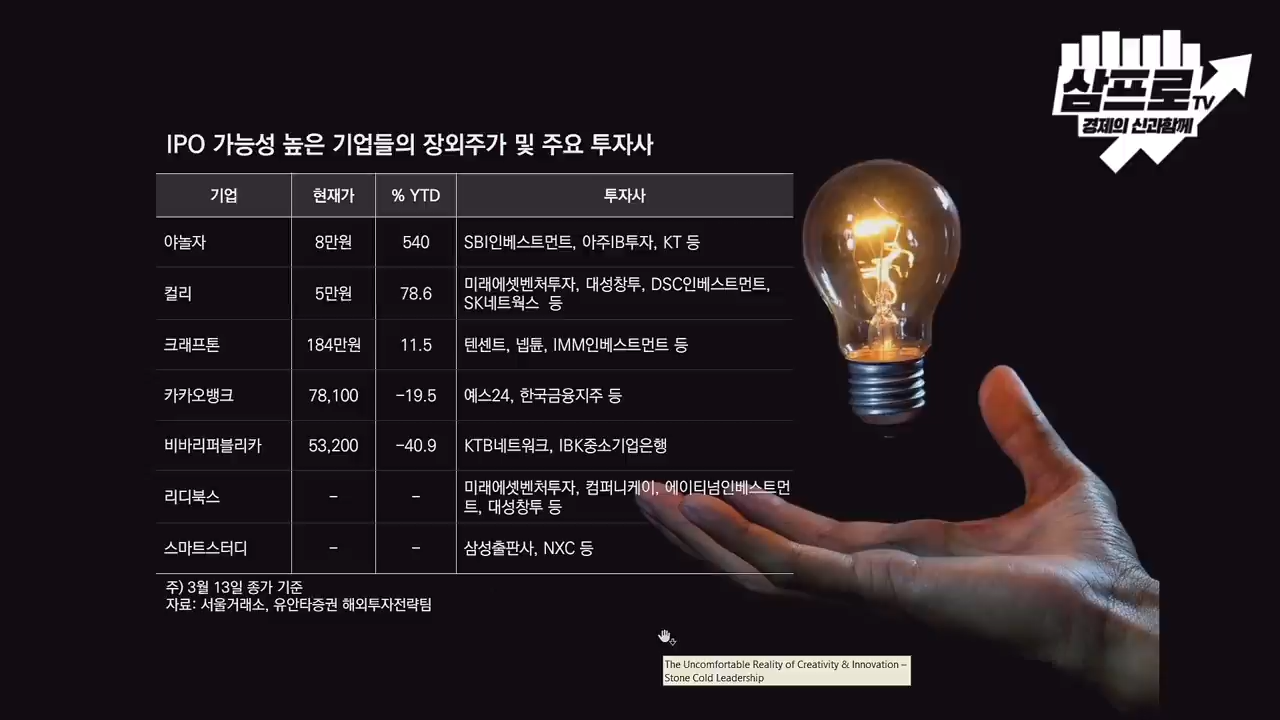 삼프로TV
경제의 신과함께
IPO 가능성 높은 기업들의 장외주가 및 주요 투자사
기업 현재가 % YTD 투자사
야놀자 8만원 540 SBI인베스트먼트, 아주IB투자, KT 등
컬리 5만원 78.6 미래에셋벤처투자, 대성창투, DSC인베스트먼트,
SK네트웍스 등
크래프톤 184만원 11.5 텐센트, 넵튠, IMM인베스트먼트 등
카카오뱅크 78,100 -19.5 예스24, 한국금융지주 등
비바리퍼블리카 53,200 -40.9 KTB네트워크, IBK중소기업은행
리디북스 - - 미래에셋벤처투자, 컴퍼니케이, 에이티넘인베스트먼
트, 대성창투 등
스마트스터디 - - 삼성출판사, NXC 등
주) 3월 13일 종가 기준
자료: 서울거래소, 유안타증권 해외투자전략팀
The Uncomfortable Reality of Creativity & Innovation –
Stone Cold Leadership